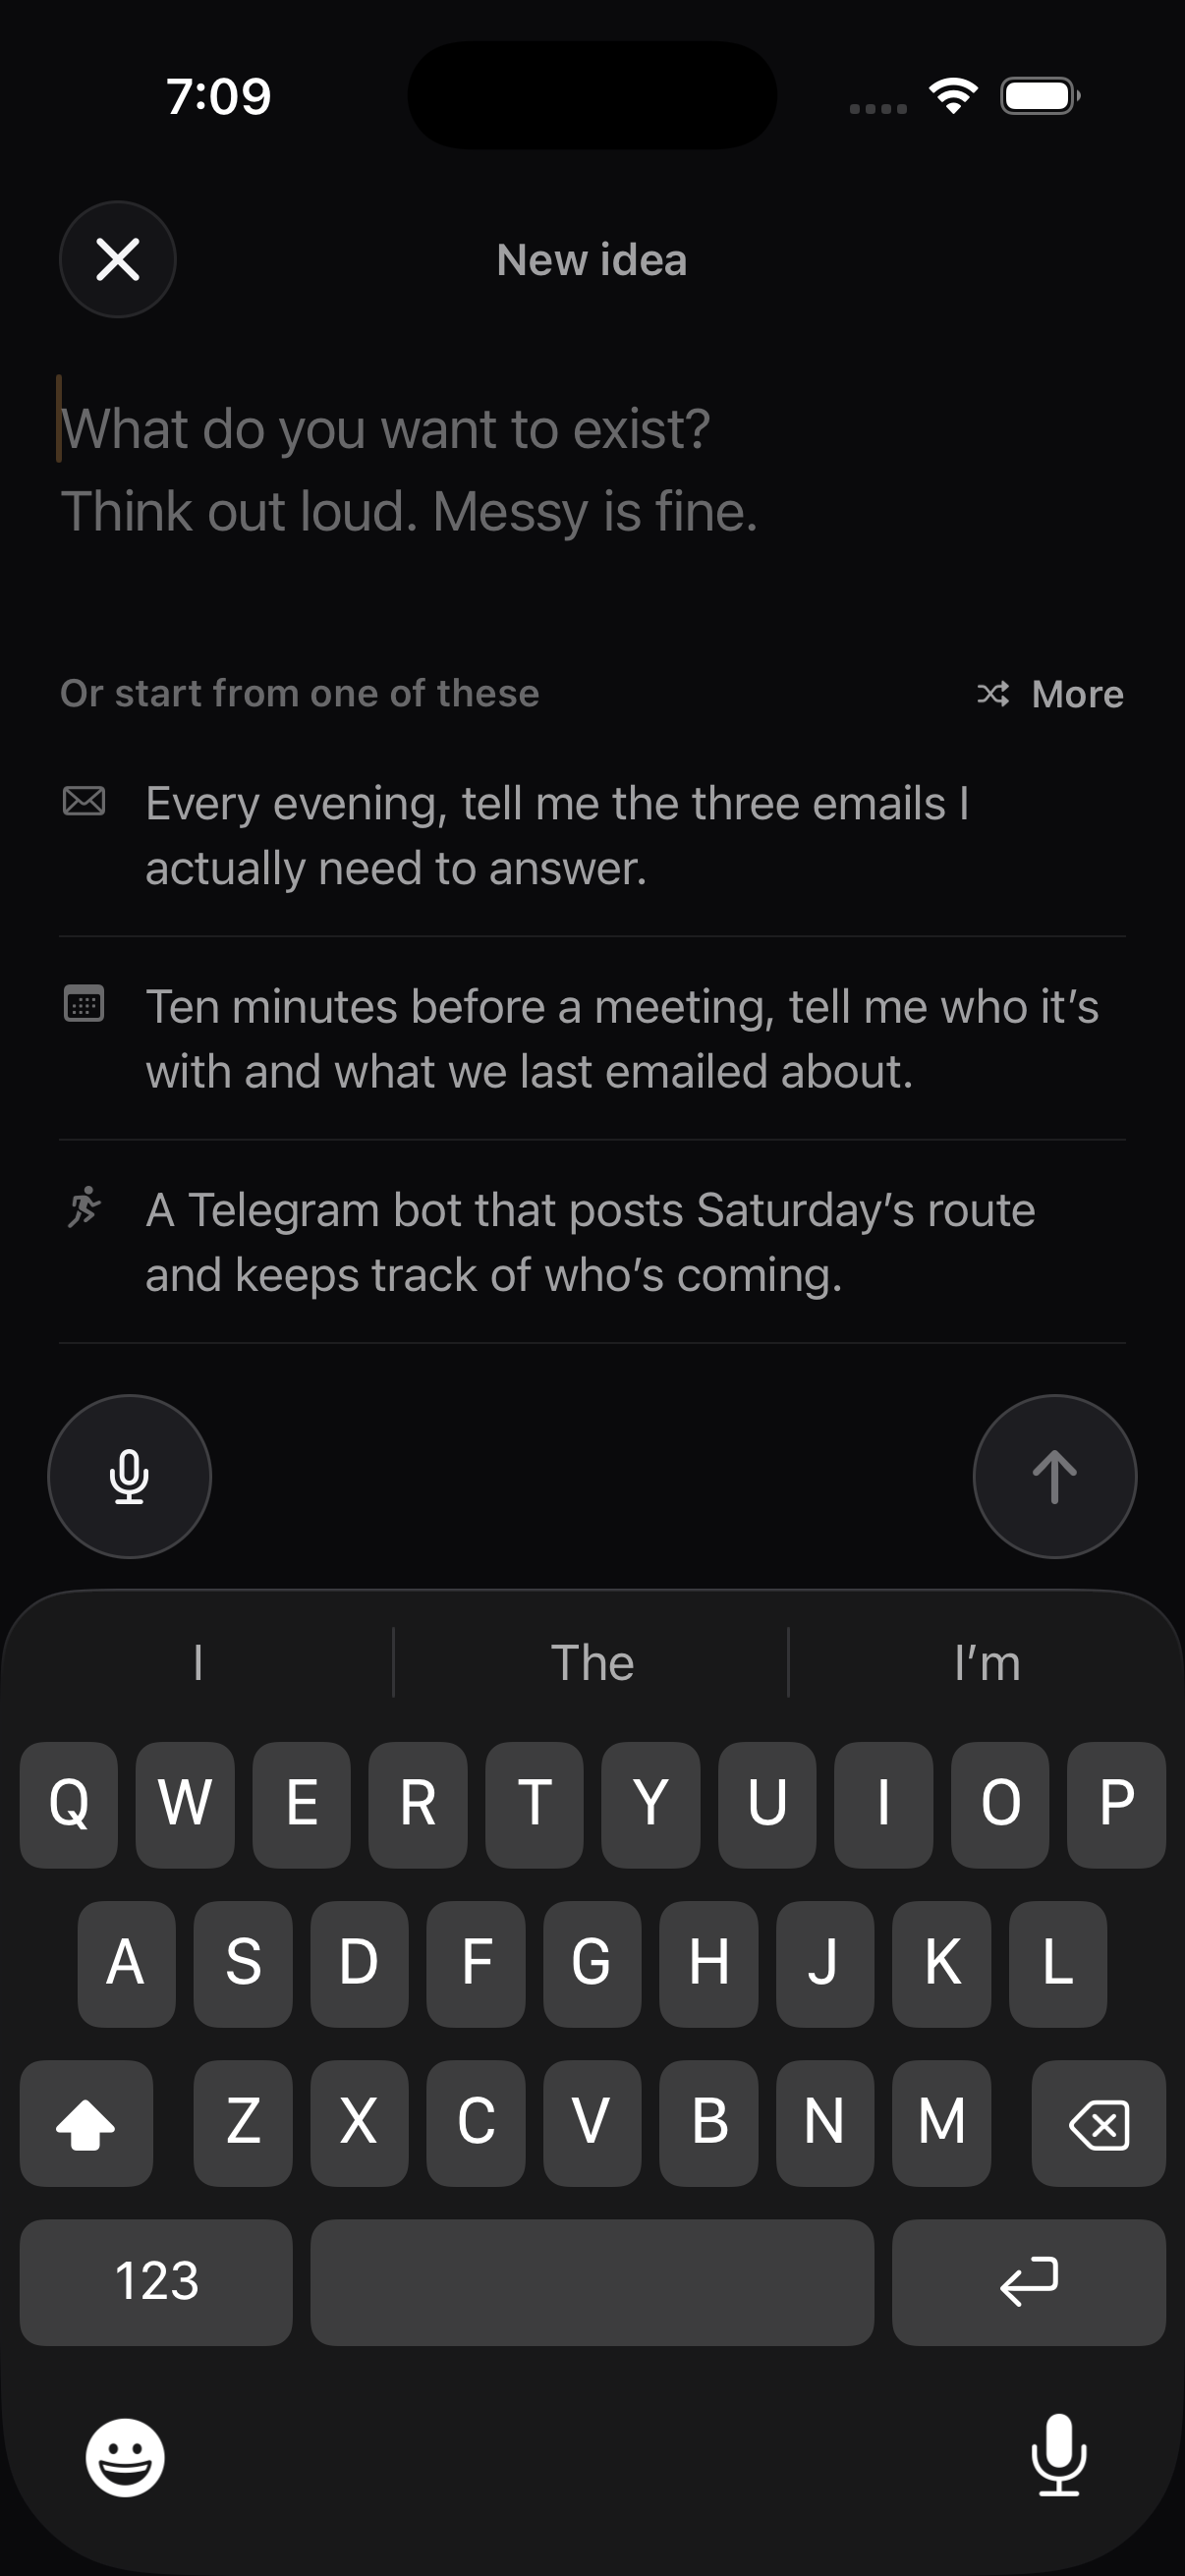 7:09
New idea
What do you want to exist?
Think out loud. Messy is fine.
Or start from one of these
More
Every evening, tell me the three emails I
actually need to answer.
Ten minutes before a meeting, tell me who it’s
with and what we last emailed about.
A Telegram bot that posts Saturday’s route
and keeps track of who’s coming.
I The I’m
Q W E R T Y U I O P
A S D F G H J K L
Z X C V B N M
123